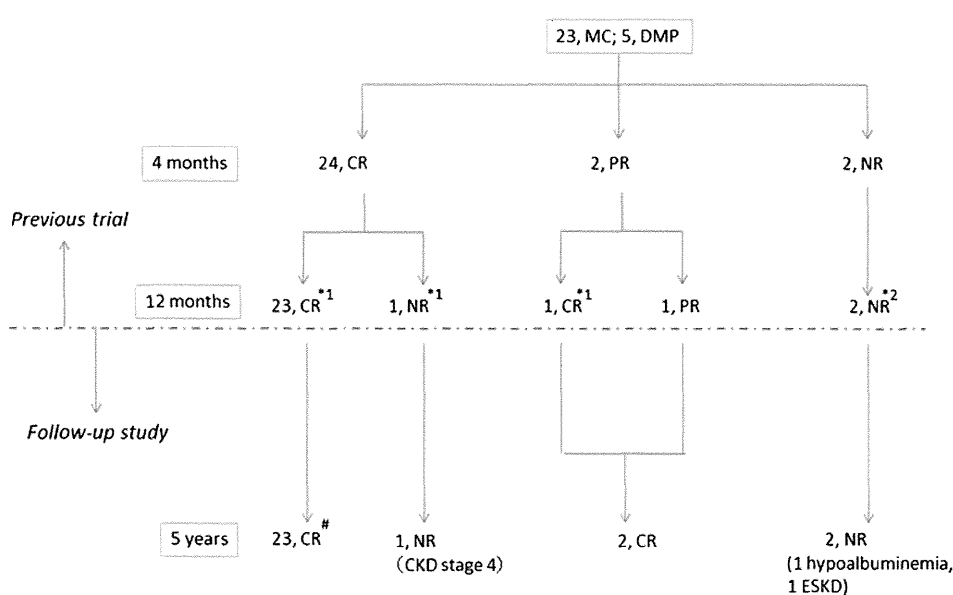 23, MC; 5, DMP
4 months
24, CR
2, PR
2, NR
Previous trial
12 months
23, CR*1
1, NR*1
1, CR*1
1, PR
2, NR*2
Follow-up study
5 years
23, CR#
1, NR
(CKD stage 4)
2, CR
2, NR
(1 hypoalbuminemia,
1 ESKD)